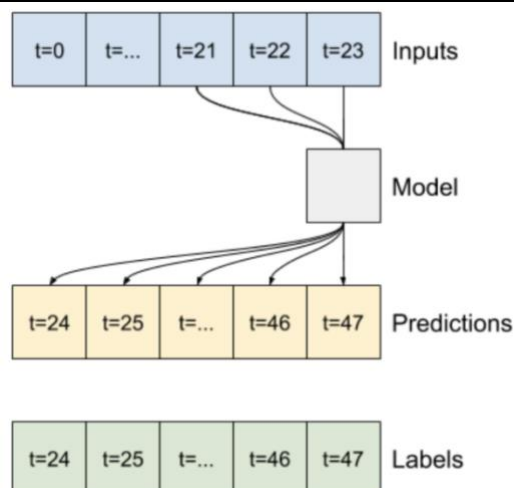 t=0 t=... t=21 t=22 t=23 Inputs
Model
t=24 t=25 t=... t=46 t=47 Predictions
t=24 t=25 t=... t=46 t=47 Labels